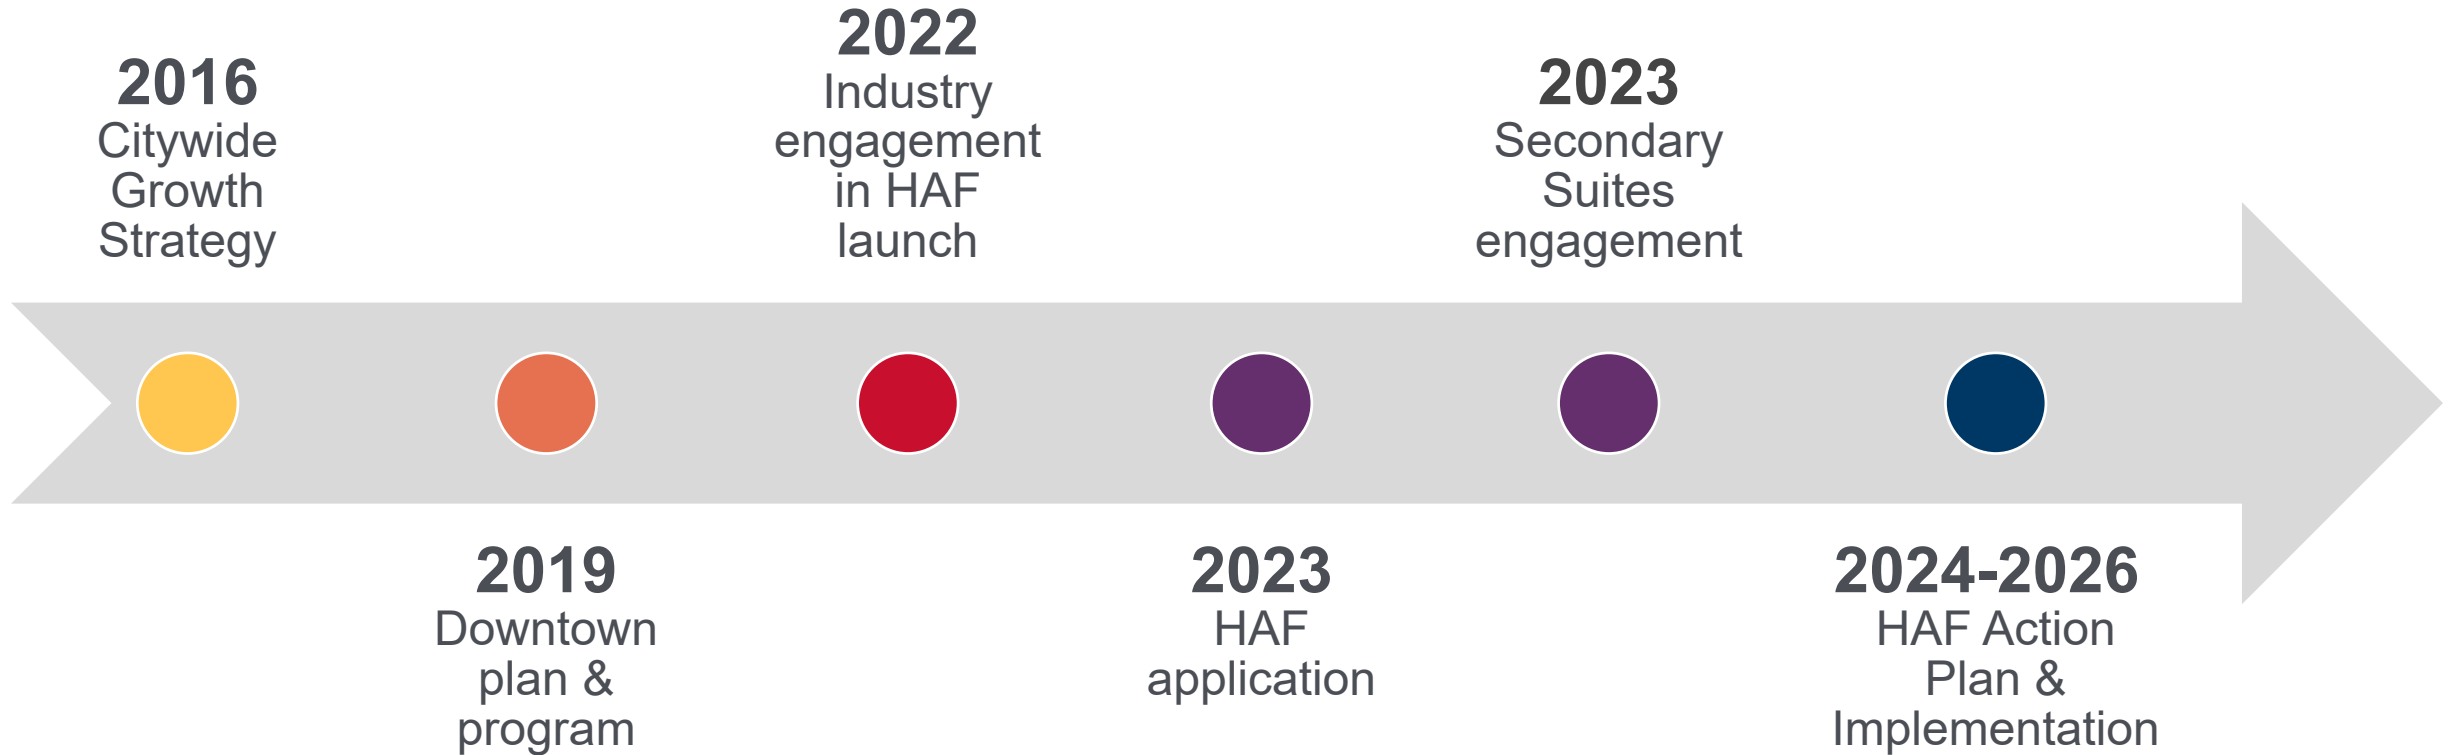 2016
Citywide
Growth
Strategy
2019
Downtown
plan &
program
2022
Industry
engagement
in HAF
launch
2023
HAF
application
2023
Secondary
Suites
engagement
2024-2026
HAF Action
Plan &
Implementation